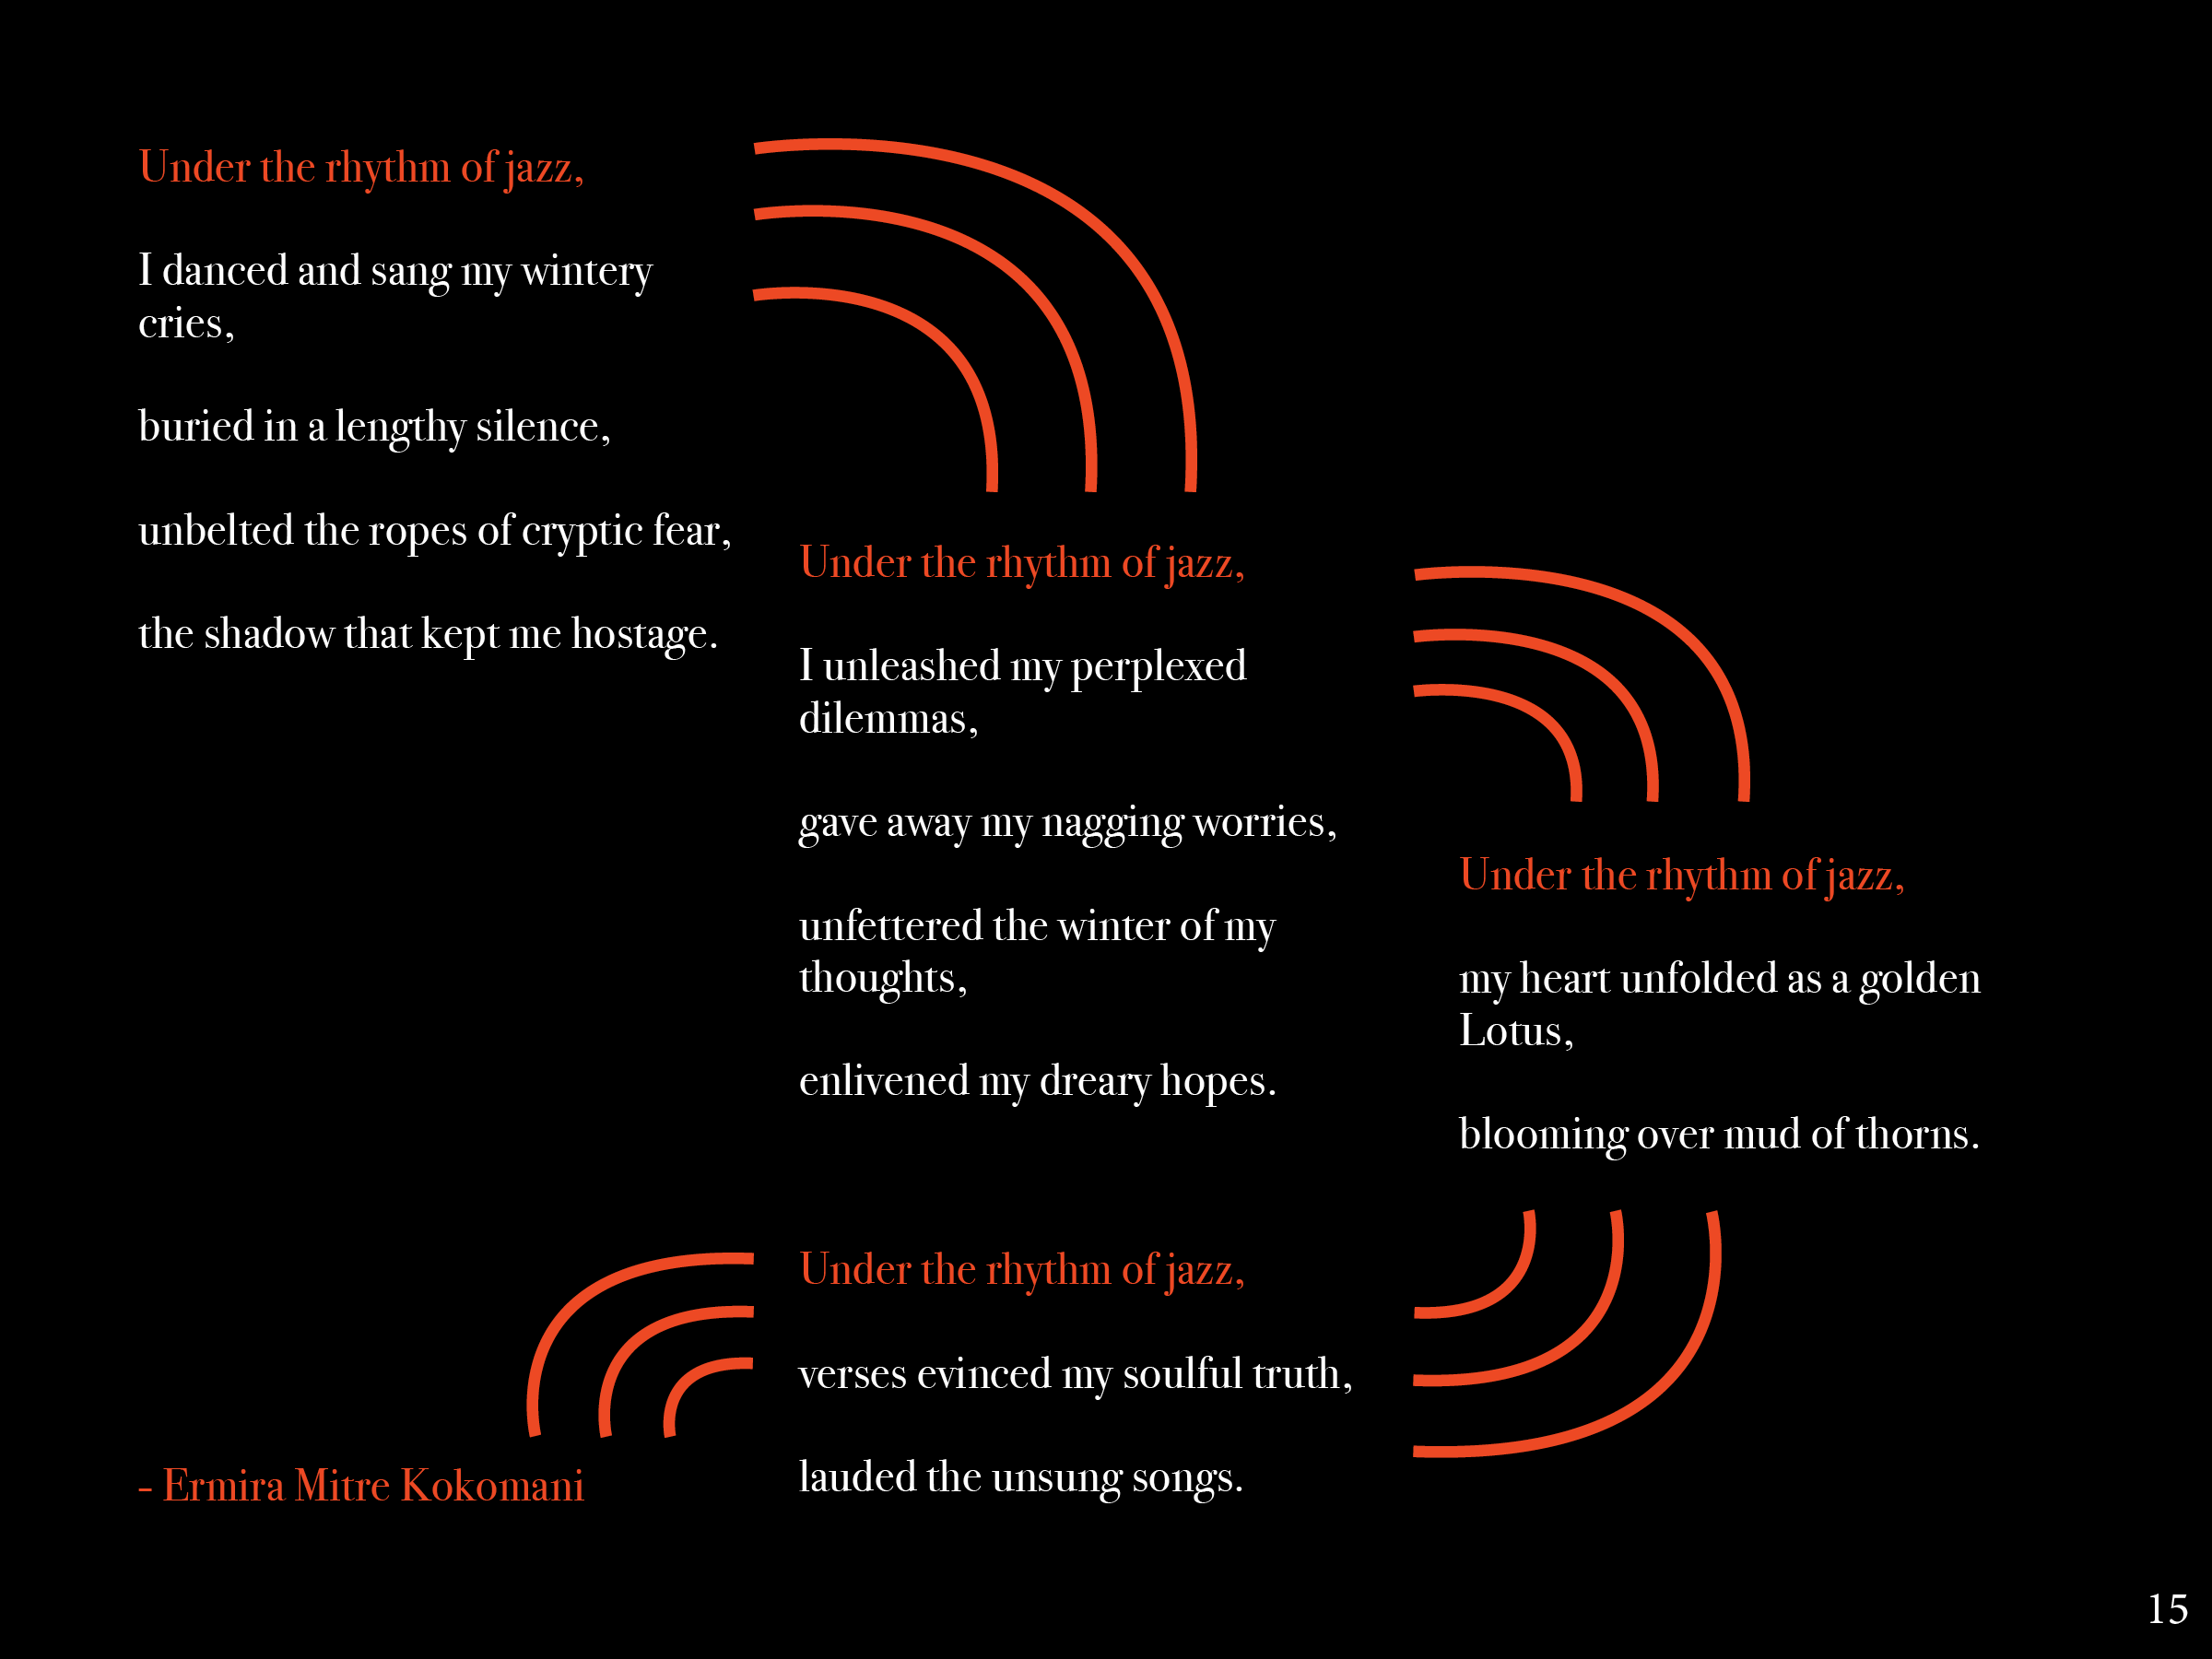 Under the rhythm of jazz,
I danced and sang my wintery
cries,
buried in a lengthy silence,
unbelted the ropes of cryptic fear,
the shadow that kept me hostage.
Under the rhythm of jazz,
I unleashed my perplexed
dilemmas,
gave away my nagging worries,
unfettered the winter of my
thoughts,
enlivened my dreary hopes.
Under the rhythm of jazz,
my heart unfolded as a golden
Lotus,
blooming over mud of thorns.
Under the rhythm of jazz,
verses evinced my soulful truth,
lauded the unsung songs.
- Ermira Mitre Kokomani
15